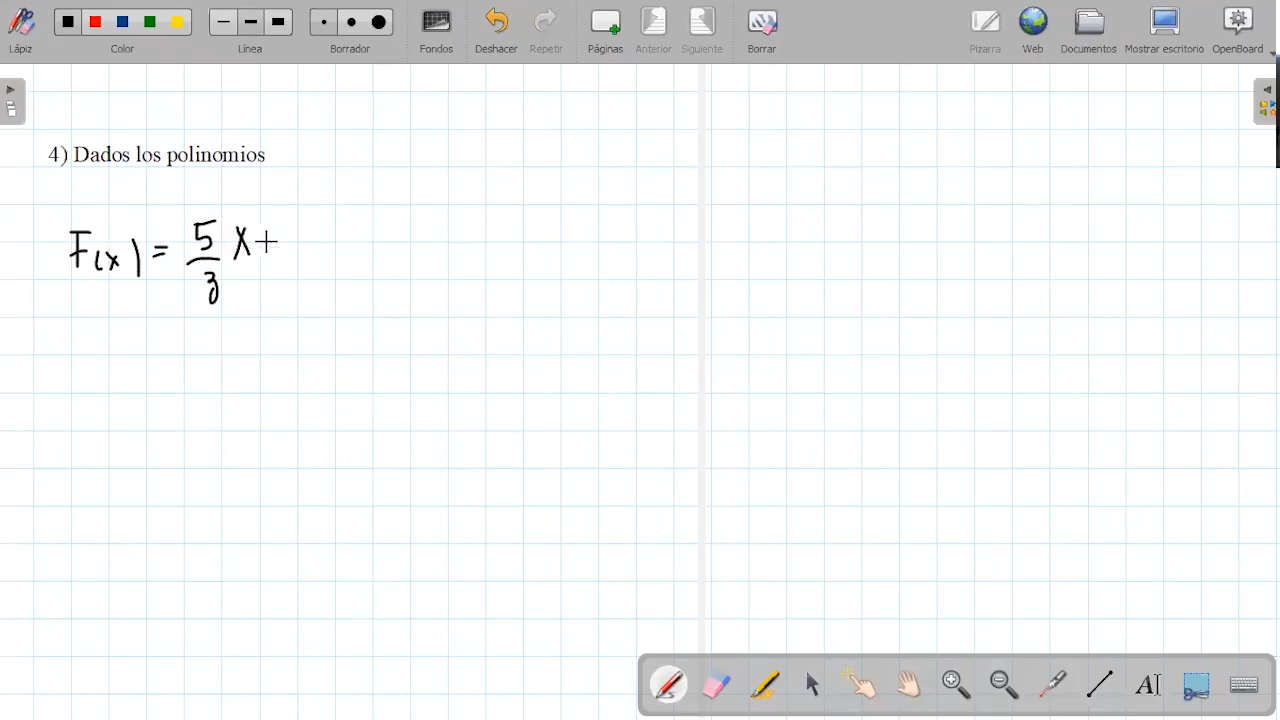 Lápiz Color Línea Borrador Fondos Deshacer Repetir Páginas Anterior Siguiente Borrar Pizarra Web Documentos Mostrar escritorio OpenBoard
4) Dados los polinomios
F(x) = 5/3 x +